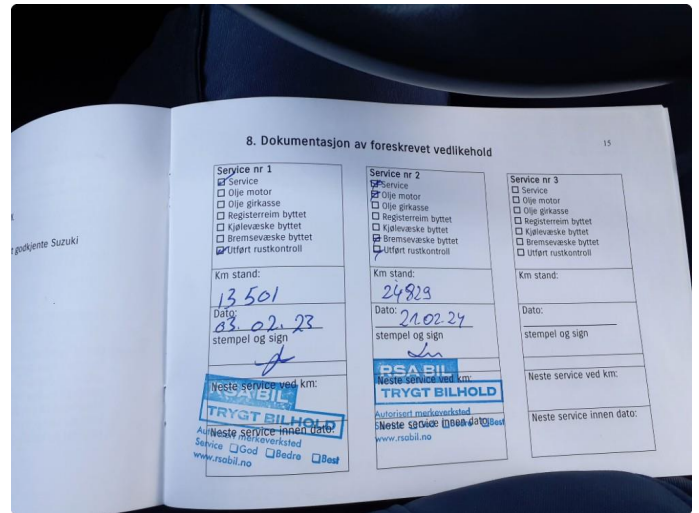 8. Dokumentasjon av foreskrevet vedlikehold
15
godkjente Suzuki
Service nr 1
Service
Olje motor
Olje girkasse
Registerreim byttet
Kjølevæske byttet
Bremsevæske byttet
Utført rustkontroll
Km stand:
13 501
Dato:
03.02.23
stempel og sign
Neste service ved km:
RSA BIL
TRYGT BILHOLD
Neste service innen dato:
Autorisert merkeverksted
Service God Bedre Best
www.rsabil.no
Service nr 2
Service
Olje motor
Olje girkasse
Registerreim byttet
Kjølevæske byttet
Bremsevæske byttet
Utført rustkontroll
Km stand:
24829
Dato:
21.02.24
stempel og sign
RSA BIL
Neste service ved km:
TRYGT BILHOLD
Autorisert merkeverksted
Neste service innen dato:
Service God Bedre Best
www.rsabil.no
Service nr 3
Service
Olje motor
Olje girkasse
Registerreim byttet
Kjølevæske byttet
Bremsevæske byttet
Utført rustkontroll
Km stand:
Dato:
stempel og sign
Neste service ved km:
Neste service innen dato: